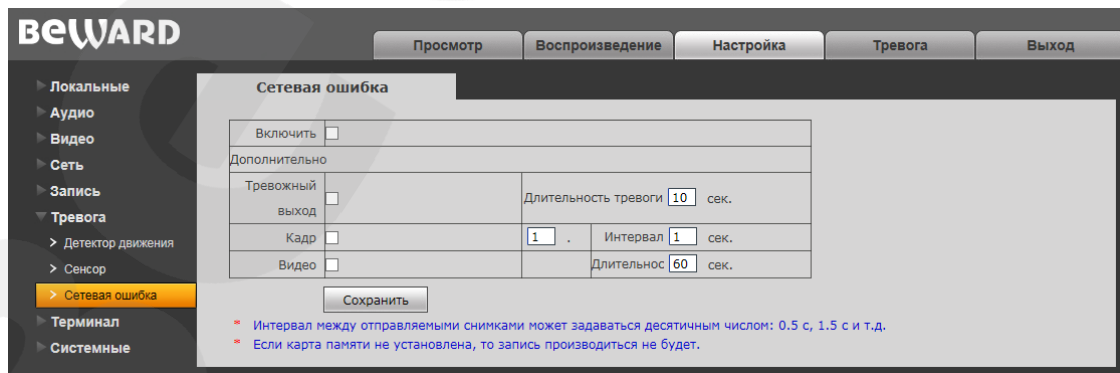 BEWARD
Просмотр Воспроизведение Настройка Тревога Выход
Локальные
Аудио
Видео
Сеть
Запись
Тревога
> Детектор движения
> Сенсор
> Сетевая ошибка
Терминал
Системные
Сетевая ошибка
Включить
Дополнительно
Тревожный выход Длительность тревоги 10 сек.
Кадр 1 . Интервал 1 сек.
Видео Длительнос 60 сек.
Сохранить
* Интервал между отправляемыми снимками может задаваться десятичным числом: 0.5 с, 1.5 с и т.д.
* Если карта памяти не установлена, то запись производиться не будет.